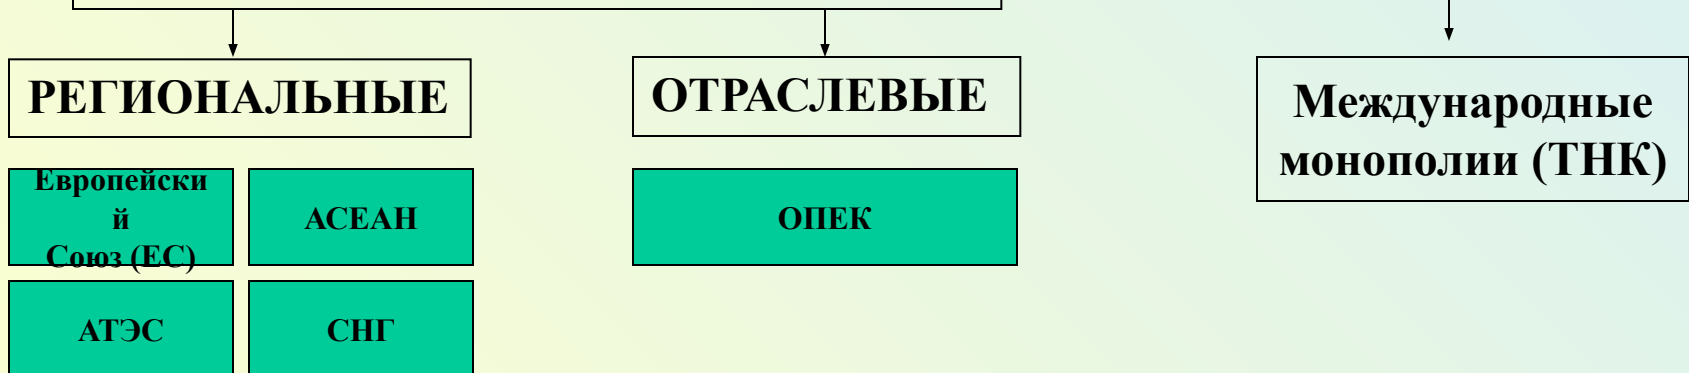 РЕГИОНАЛЬНЫЕ
ОТРАСЛЕВЫЕ
Международные
монополии (ТНК)
Европейски
й
Союз (ЕС)
АСЕАН
ОПЕК
АТЭС
СНГ